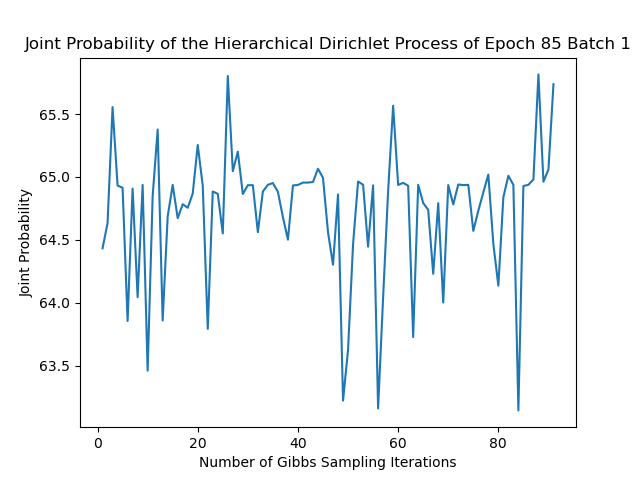 Joint Probability of the Hierarchical Dirichlet Process of Epoch 85 Batch 1
65.5
65.0
64.5
64.0
63.5
Joint Probability
0 20 40 60 80
Number of Gibbs Sampling Iterations